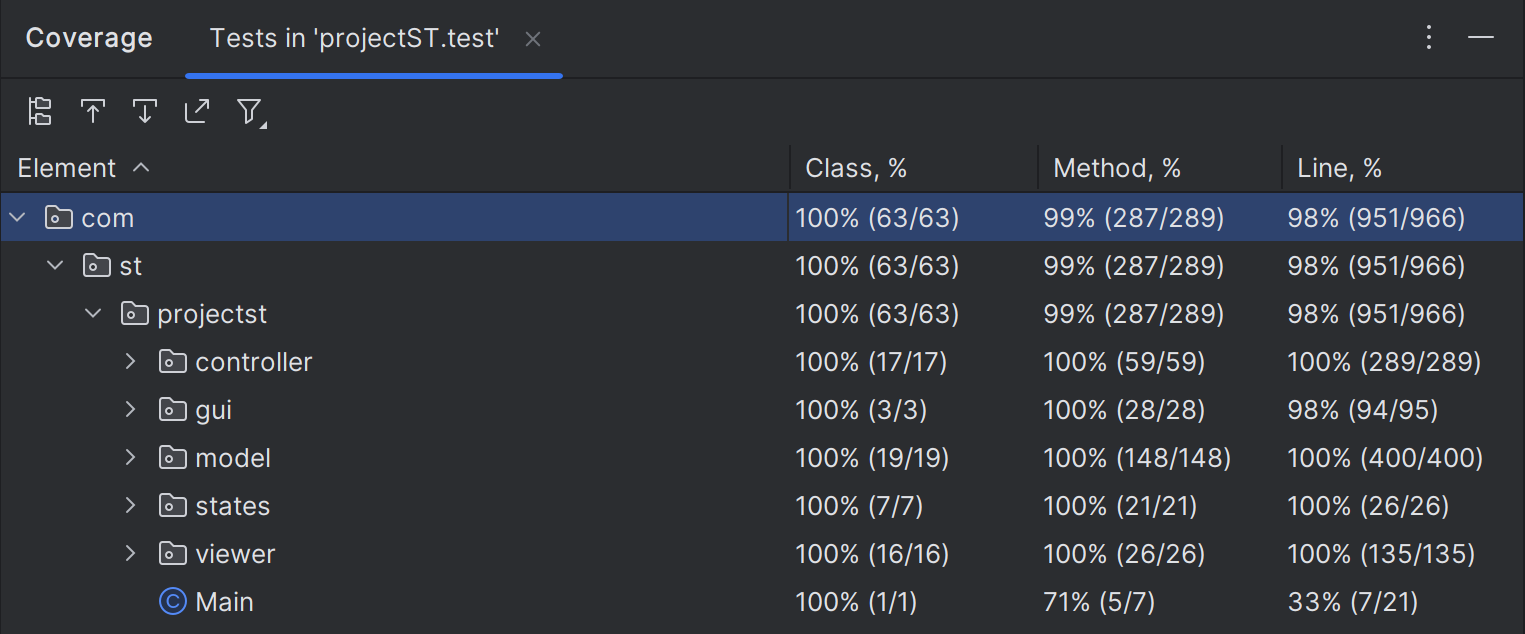 Coverage Tests in 'projectST.test'
Element Class, % Method, % Line, %
com 100% (63/63) 99% (287/289) 98% (951/966)
st 100% (63/63) 99% (287/289) 98% (951/966)
projectst 100% (63/63) 99% (287/289) 98% (951/966)
controller 100% (17/17) 100% (59/59) 100% (289/289)
gui 100% (3/3) 100% (28/28) 98% (94/95)
model 100% (19/19) 100% (148/148) 100% (400/400)
states 100% (7/7) 100% (21/21) 100% (26/26)
viewer 100% (16/16) 100% (26/26) 100% (135/135)
C Main 100% (1/1) 71% (5/7) 33% (7/21)